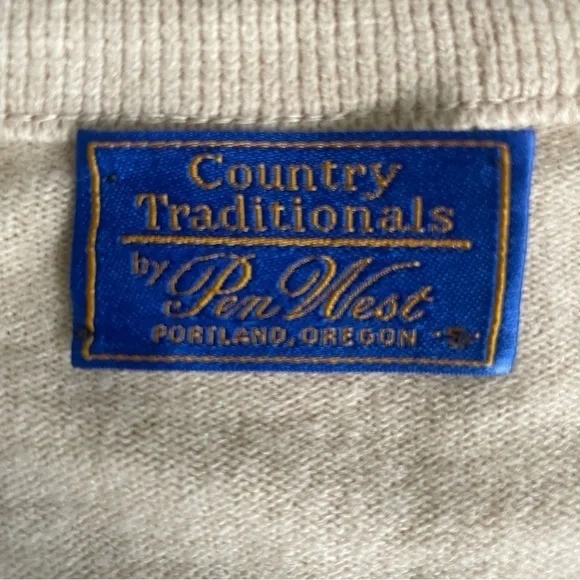 Country
Traditionals
by Pen West
PORTLAND, OREGON